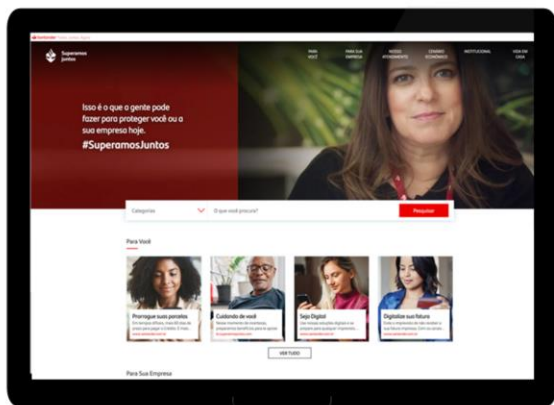 Santander
Superamos
Juntos
PARA
VOCÊ
PARA SUA
EMPRESA
NOSSO
ATENDIMENTO
CENÁRIO
ECONÔMICO
INSTITUCIONAL
VIDA EM
CASA
Isso é o que a gente pode
fazer para proteger você ou a
sua empresa hoje.
#SuperamosJuntos
Categorias
O que você procura?
Pesquisar
Para Você
Prorrogue suas parcelas
Cuidando de você
Seja Digital
Digitalize sua fatura
VER TUDO
Para Sua Empresa